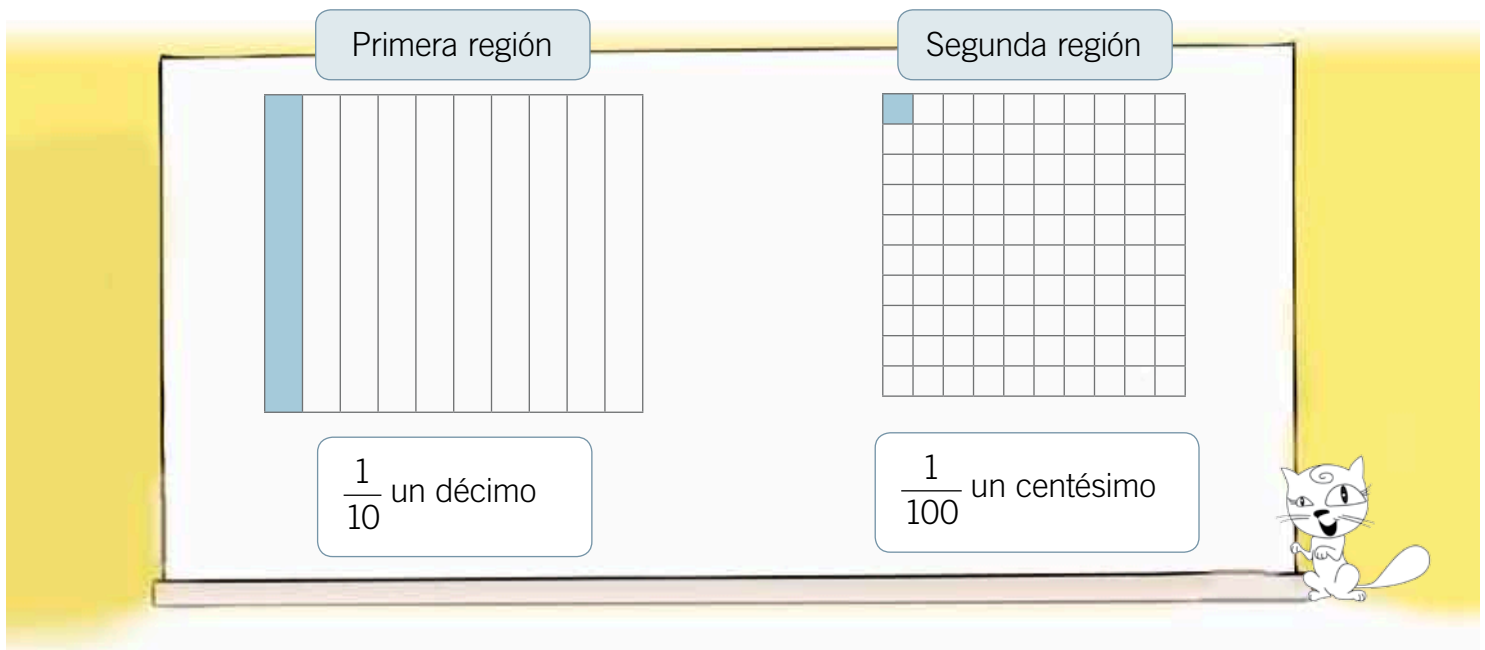 Primera región
Segunda región
1/10 un décimo
1/100 un centésimo